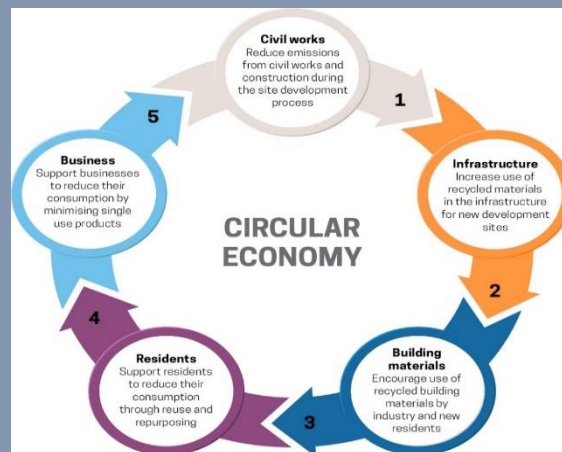 Civil works
Reduce emissions
from civil works and
construction during
the site development
process
1
Infrastructure
Increase use of
recycled materials
in the infrastructure
for new development
sites
2
Building
materials
Encourage use of
recycled building
materials by
industry and new
residents
3
Residents
Support residents
to reduce their
consumption
through reuse and
repurposing
4
Business
Support businesses
to reduce their
consumption by
minimising single
use products
5
CIRCULAR
ECONOMY